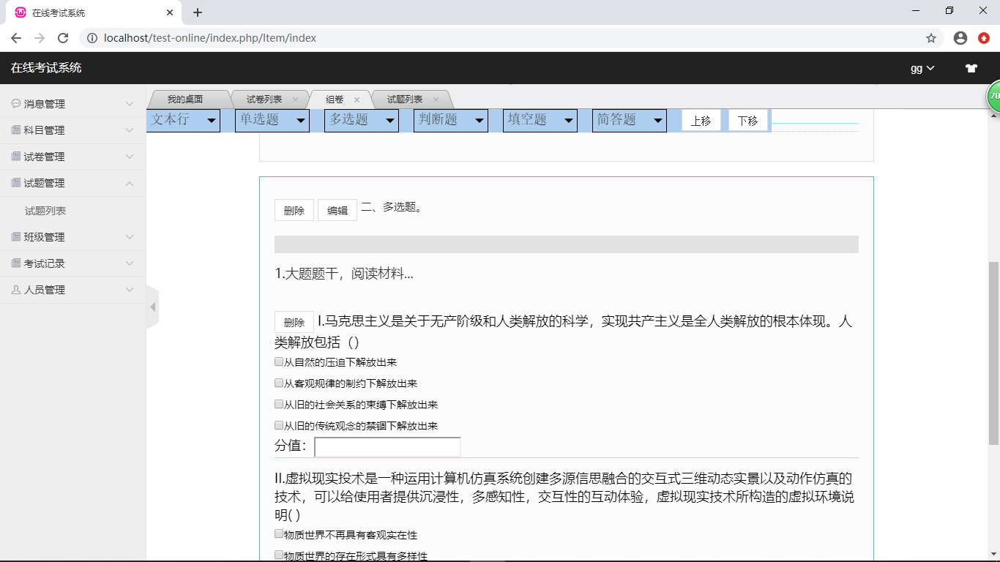 在线考试系统
localhost/test-online/index.php/Item/index
在线考试系统
gg
消息管理
科目管理
试卷管理
试题管理
试题列表
班级管理
考试记录
人员管理
我的桌面 试卷列表 组卷 试题列表
70
文本行 单选题 多选题 判断题 填空题 简答题 上移 下移
删除 编辑 二、多选题。
1.大题题干，阅读材料...
删除 I.马克思主义是关于无产阶级和人类解放的科学，实现共产主义是全人类解放的根本体现。人
类解放包括（）
从自然的压迫下解放出来
从客观规律的制约下解放出来
从旧的社会关系的束缚下解放出来
从旧的传统观念的禁锢下解放出来
分值：
II.虚拟现实投术是一种运用计算机仿真系统创建多源信思融合的交互式三维动态实景以及动作仿真的
技术，可以给使用者提供沉浸性，多感知性，交互性的互动体验，虚拟现实技术所构造的虚拟环境说
明( )
物质世界不再具有客观实在性
物质世界的存在形式具有多样性